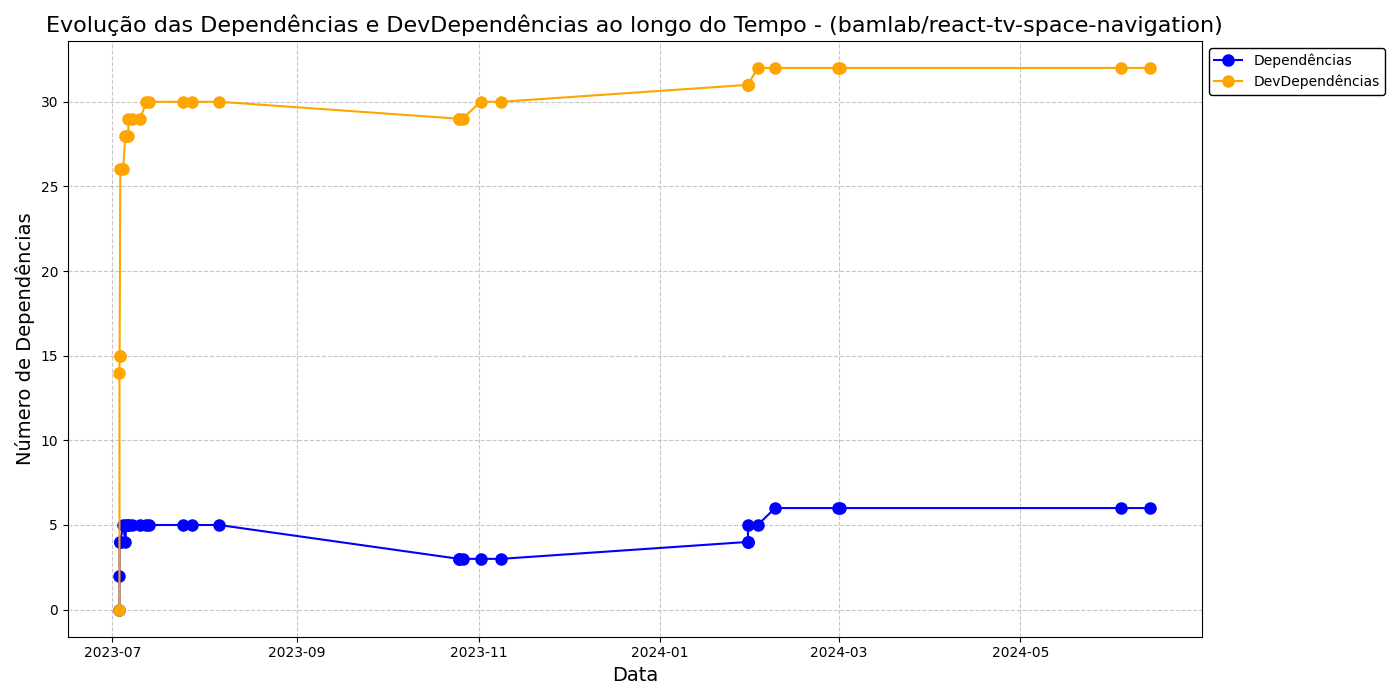 Evolução das Dependências e DevDependências ao longo do Tempo - (bamlab/react-tv-space-navigation)
Dependências
DevDependências
Número de Dependências
30
25
20
15
10
5
0
2023-07 2023-09 2023-11 2024-01 2024-03 2024-05
Data